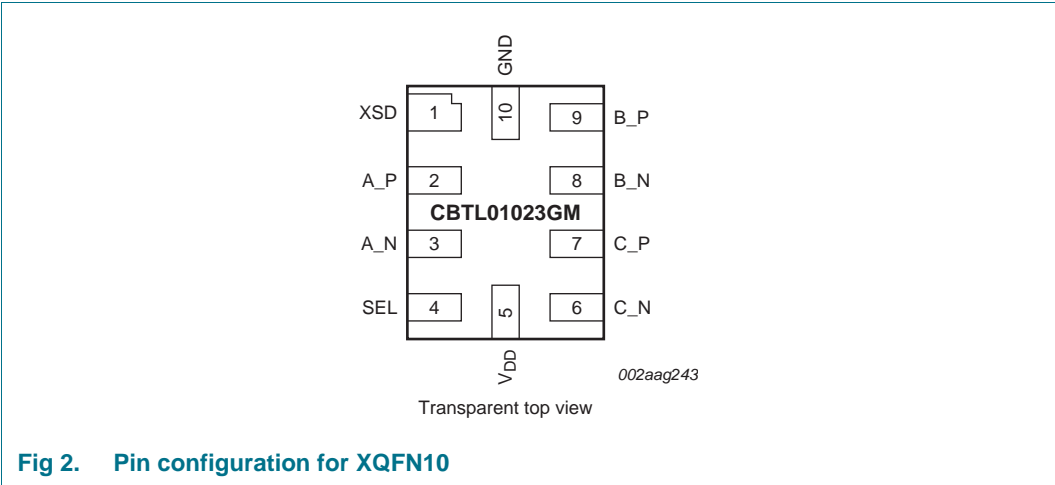 GND
XSD 1 10 9 B_P
A_P 2 8 B_N
CBTL01023GM
A_N 3 7 C_P
SEL 4 5 6 C_N
VDD
002aag243
Transparent top view
Fig 2. Pin configuration for XQFN10